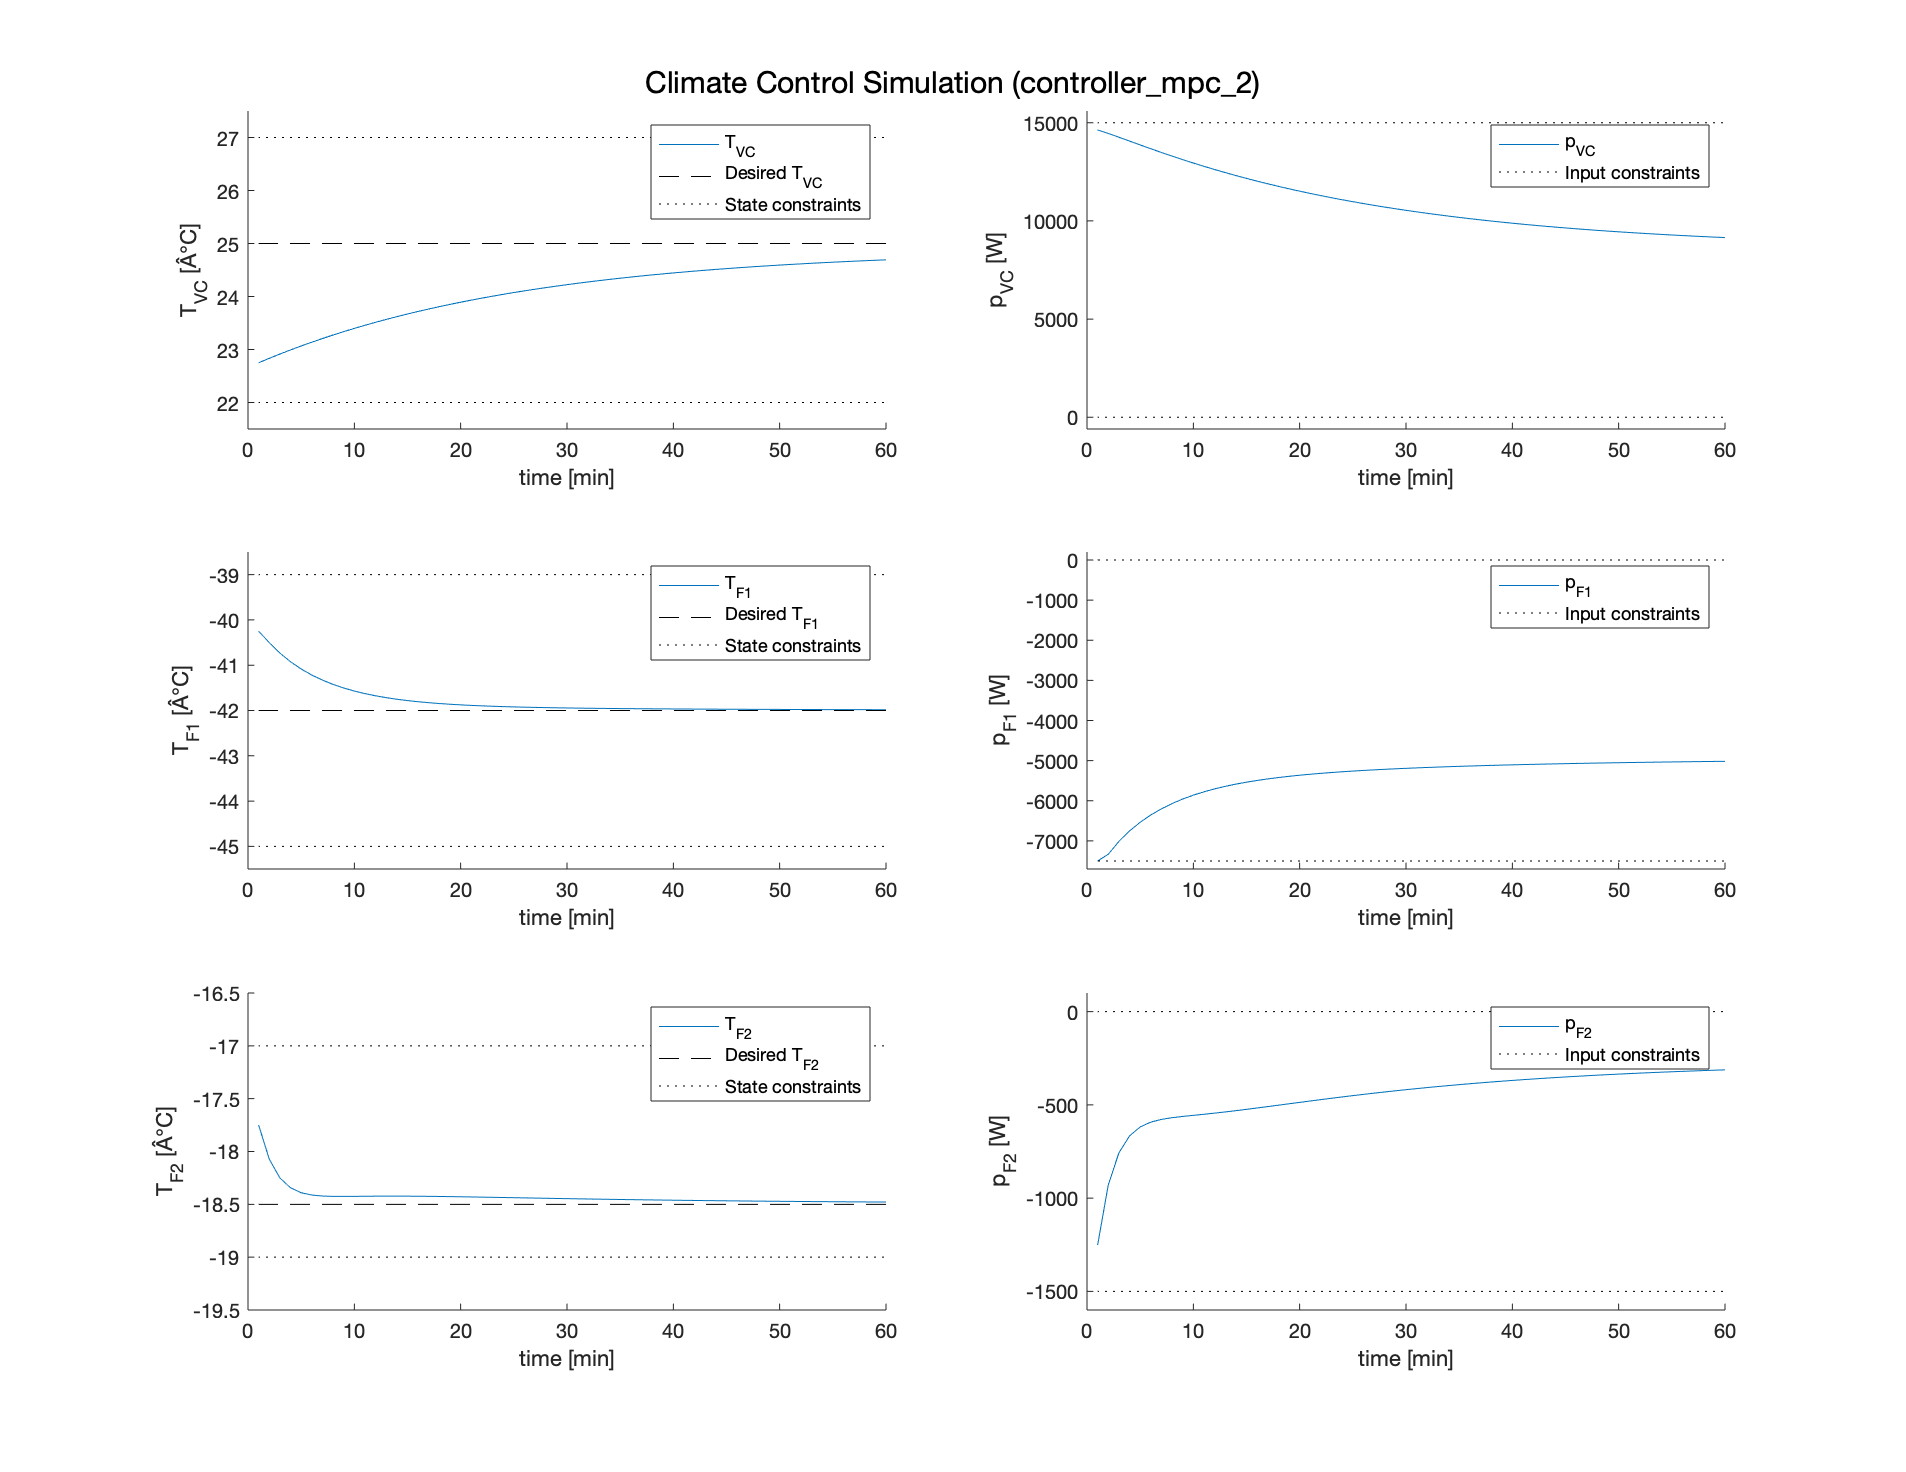 Climate Control Simulation (controller_mpc_2)
27
26
25
24
23
22
T_VC [Â°C]
0 10 20 30 40 50 60
time [min]
T_VC
Desired T_VC
State constraints
15000
10000
5000
0
p_VC [W]
0 10 20 30 40 50 60
time [min]
p_VC
Input constraints
-39
-40
-41
-42
-43
-44
-45
T_F1 [Â°C]
0 10 20 30 40 50 60
time [min]
T_F1
Desired T_F1
State constraints
0
-1000
-2000
-3000
-4000
-5000
-6000
-7000
p_F1 [W]
0 10 20 30 40 50 60
time [min]
p_F1
Input constraints
-16.5
-17
-17.5
-18
-18.5
-19
-19.5
T_F2 [Â°C]
0 10 20 30 40 50 60
time [min]
T_F2
Desired T_F2
State constraints
0
-500
-1000
-1500
p_F2 [W]
0 10 20 30 40 50 60
time [min]
p_F2
Input constraints